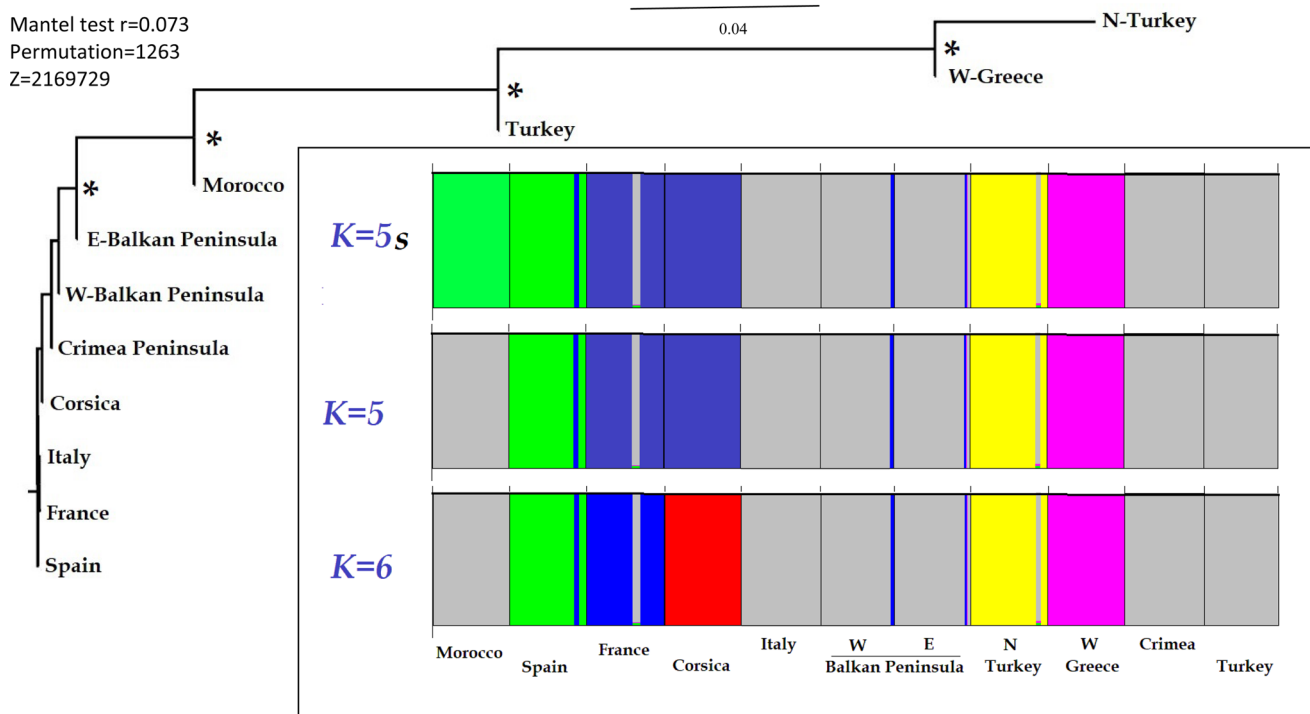 Mantel test r=0.073
Permutation=1263
Z=2169729
0.04
N-Turkey
*
W-Greece
*
Turkey
*
Morocco
*
E-Balkan Peninsula
W-Balkan Peninsula
Crimea Peninsula
Corsica
Italy
France
Spain
K=5s
K=5
K=6
Morocco
Spain
France
Corsica
Italy
W E
Balkan Peninsula
N
Turkey
W
Greece
Crimea
Turkey